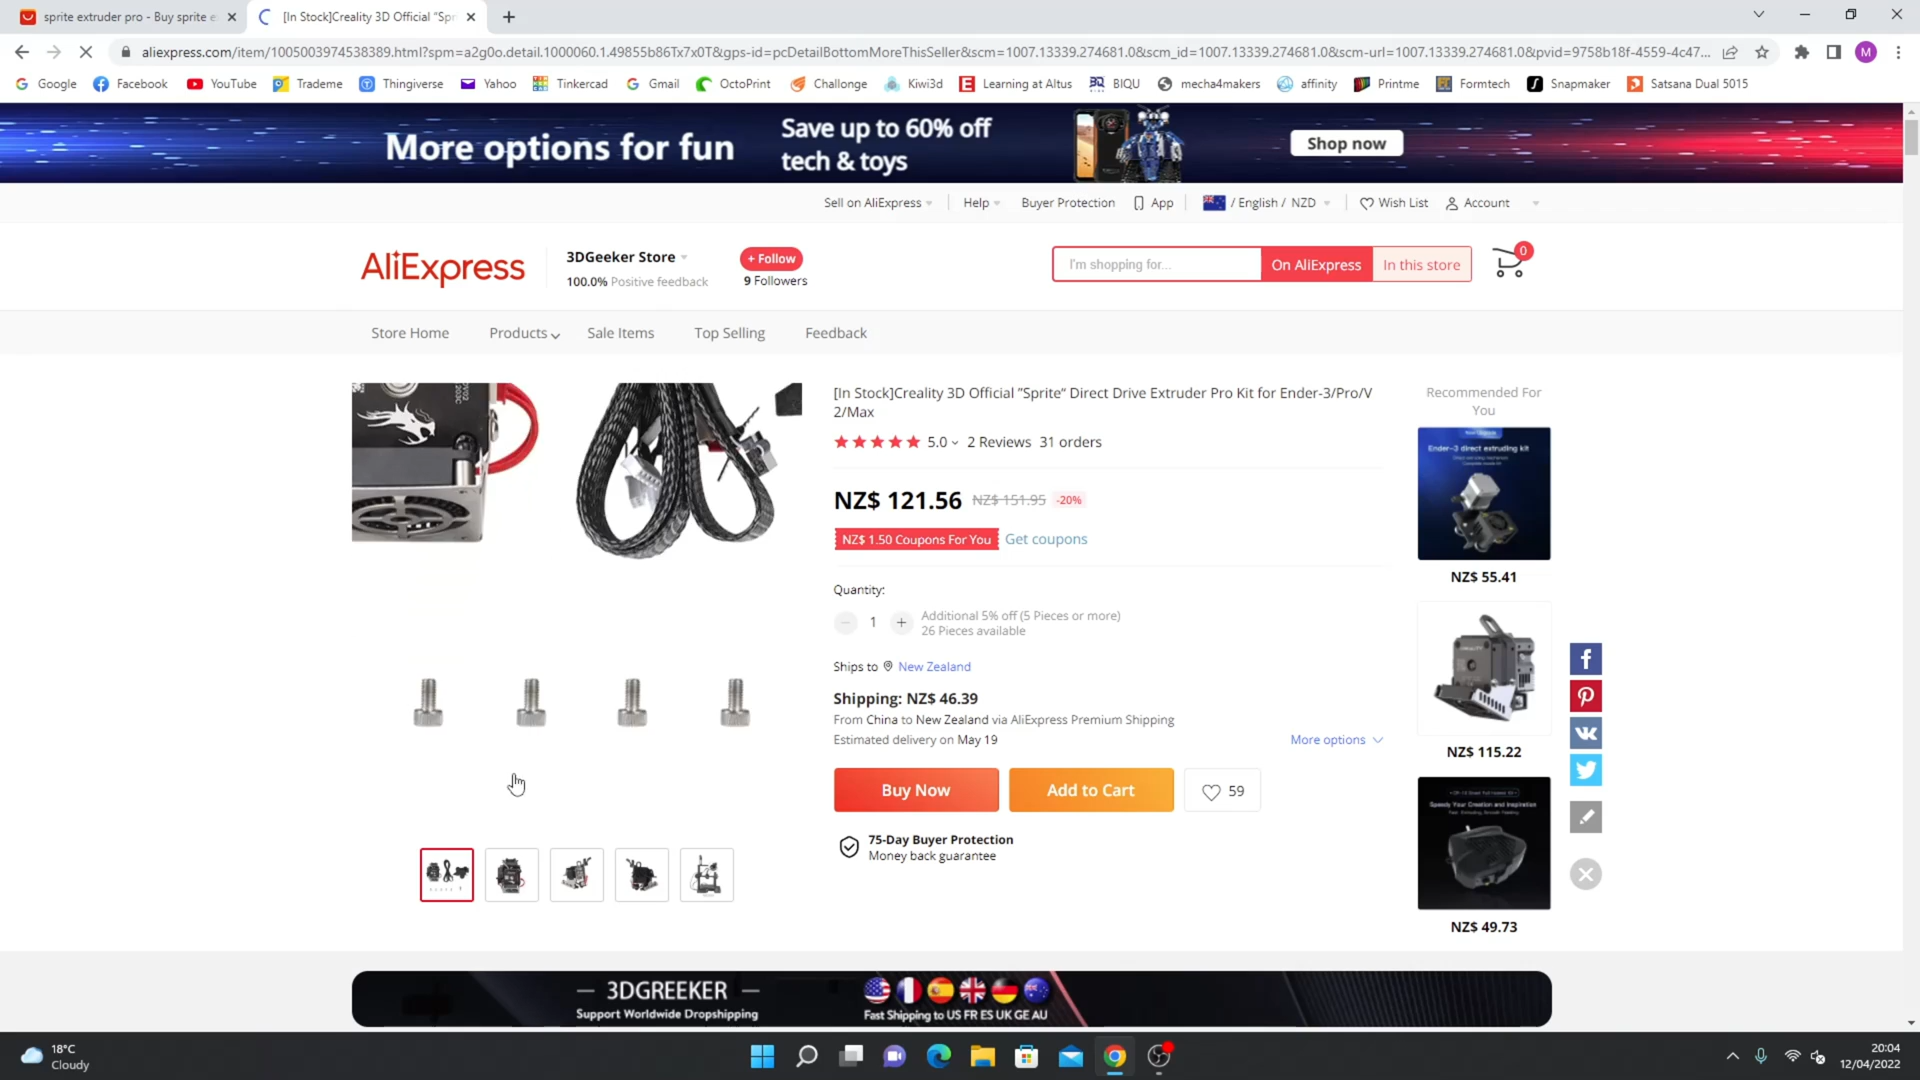 sprite extruder pro - Buy sprite e
[In Stock]Creality 3D Official "Spr
aliexpress.com/item/1005003974538389.html?spm=a2g0o.detail.1000060.1.49855b86Tx7x0T&gps-id=pcDetailBottomMoreThisSeller&scm=1007.13339.274681.0&scm_id=1007.13339.274681.0&scm-url=1007.13339.274681.0&pvid=9758b18f-4559-4c47...
M
Google
Facebook
YouTube
Trademe
Thingiverse
Yahoo
Tinkercad
Gmail
OctoPrint
Challonge
Kiwi3d
Learning at Altus
BIQU
mecha4makers
affinity
Printme
Formtech
Snapmaker
Satsana Dual 5015
More options for fun
Save up to 60% off
tech & toys
Shop now
Sell on AliExpress
Help
Buyer Protection
App
/ English / NZD
Wish List
Account
AliExpress
3DGeeker Store
100.0% Positive feedback
+ Follow
9 Followers
I'm shopping for...
On AliExpress
In this store
0
Store Home
Products
Sale Items
Top Selling
Feedback
[In Stock]Creality 3D Official "Sprite" Direct Drive Extruder Pro Kit for Ender-3/Pro/V
2/Max
5.0
2 Reviews
31 orders
NZ$ 121.56
NZ$ 151.95
-20%
NZ$ 1.50 Coupons For You
Get coupons
Quantity:
1
Additional 5% off (5 Pieces or more)
26 Pieces available
Ships to
New Zealand
Shipping: NZ$ 46.39
From China to New Zealand via AliExpress Premium Shipping
Estimated delivery on May 19
More options
Buy Now
Add to Cart
59
75-Day Buyer Protection
Money back guarantee
Recommended For
You
Ender-3 direct extruding kit
NZ$ 55.41
NZ$ 115.22
Speedy Your Creation and Inspiration
NZ$ 49.73
3DGREEKER
Support Worldwide Dropshipping
Fast Shipping to US FR ES UK GE AU
18°C
Cloudy
20:04
12/04/2022